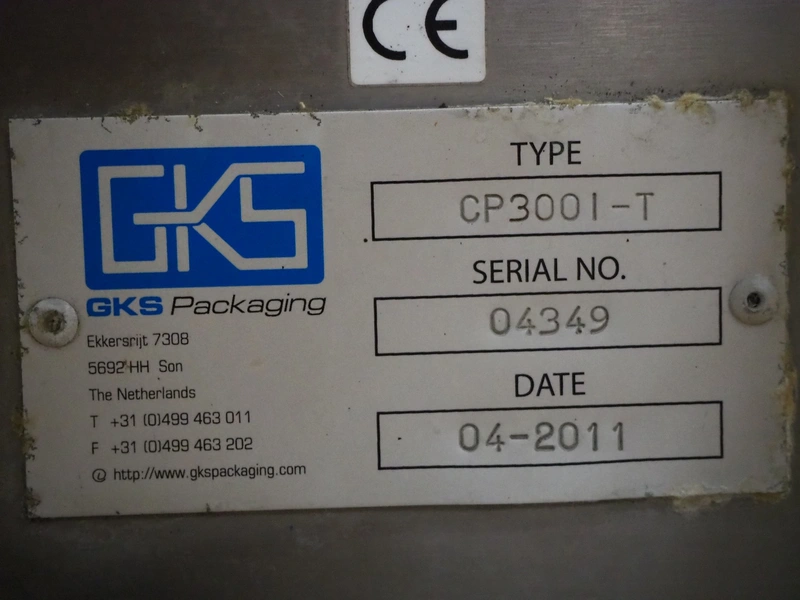 CE
GKS
GKS Packaging
Ekkersrijt 7308
5692 HH Son
The Netherlands
T +31 (0)499 463 011
F +31 (0)499 463 202
http://www.gkspackaging.com
TYPE
CP300I-T
SERIAL NO.
04349
DATE
04-2011